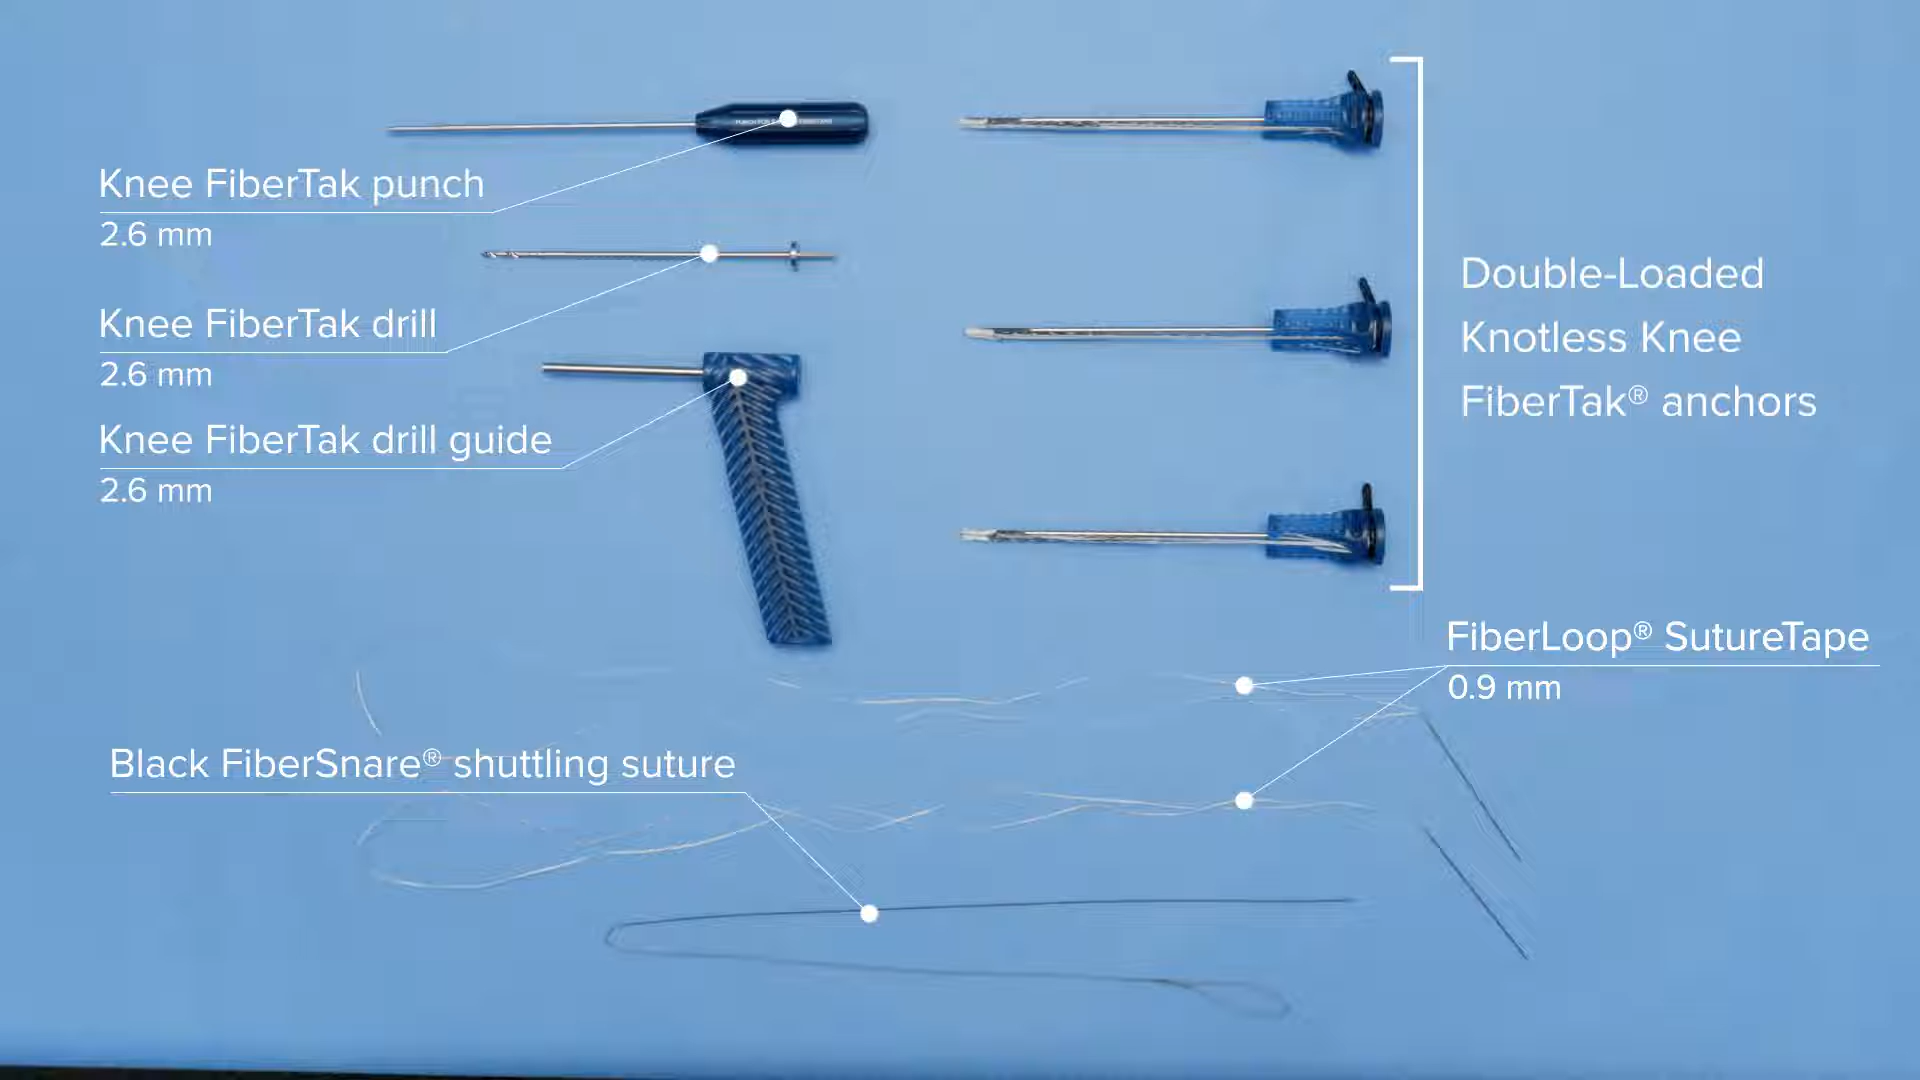 Knee FiberTak punch
2.6 mm
Knee FiberTak drill
2.6 mm
Knee FiberTak drill guide
2.6 mm
Double-Loaded
Knotless Knee
FiberTak® anchors
FiberLoop® SutureTape
0.9 mm
Black FiberSnare® shuttling suture